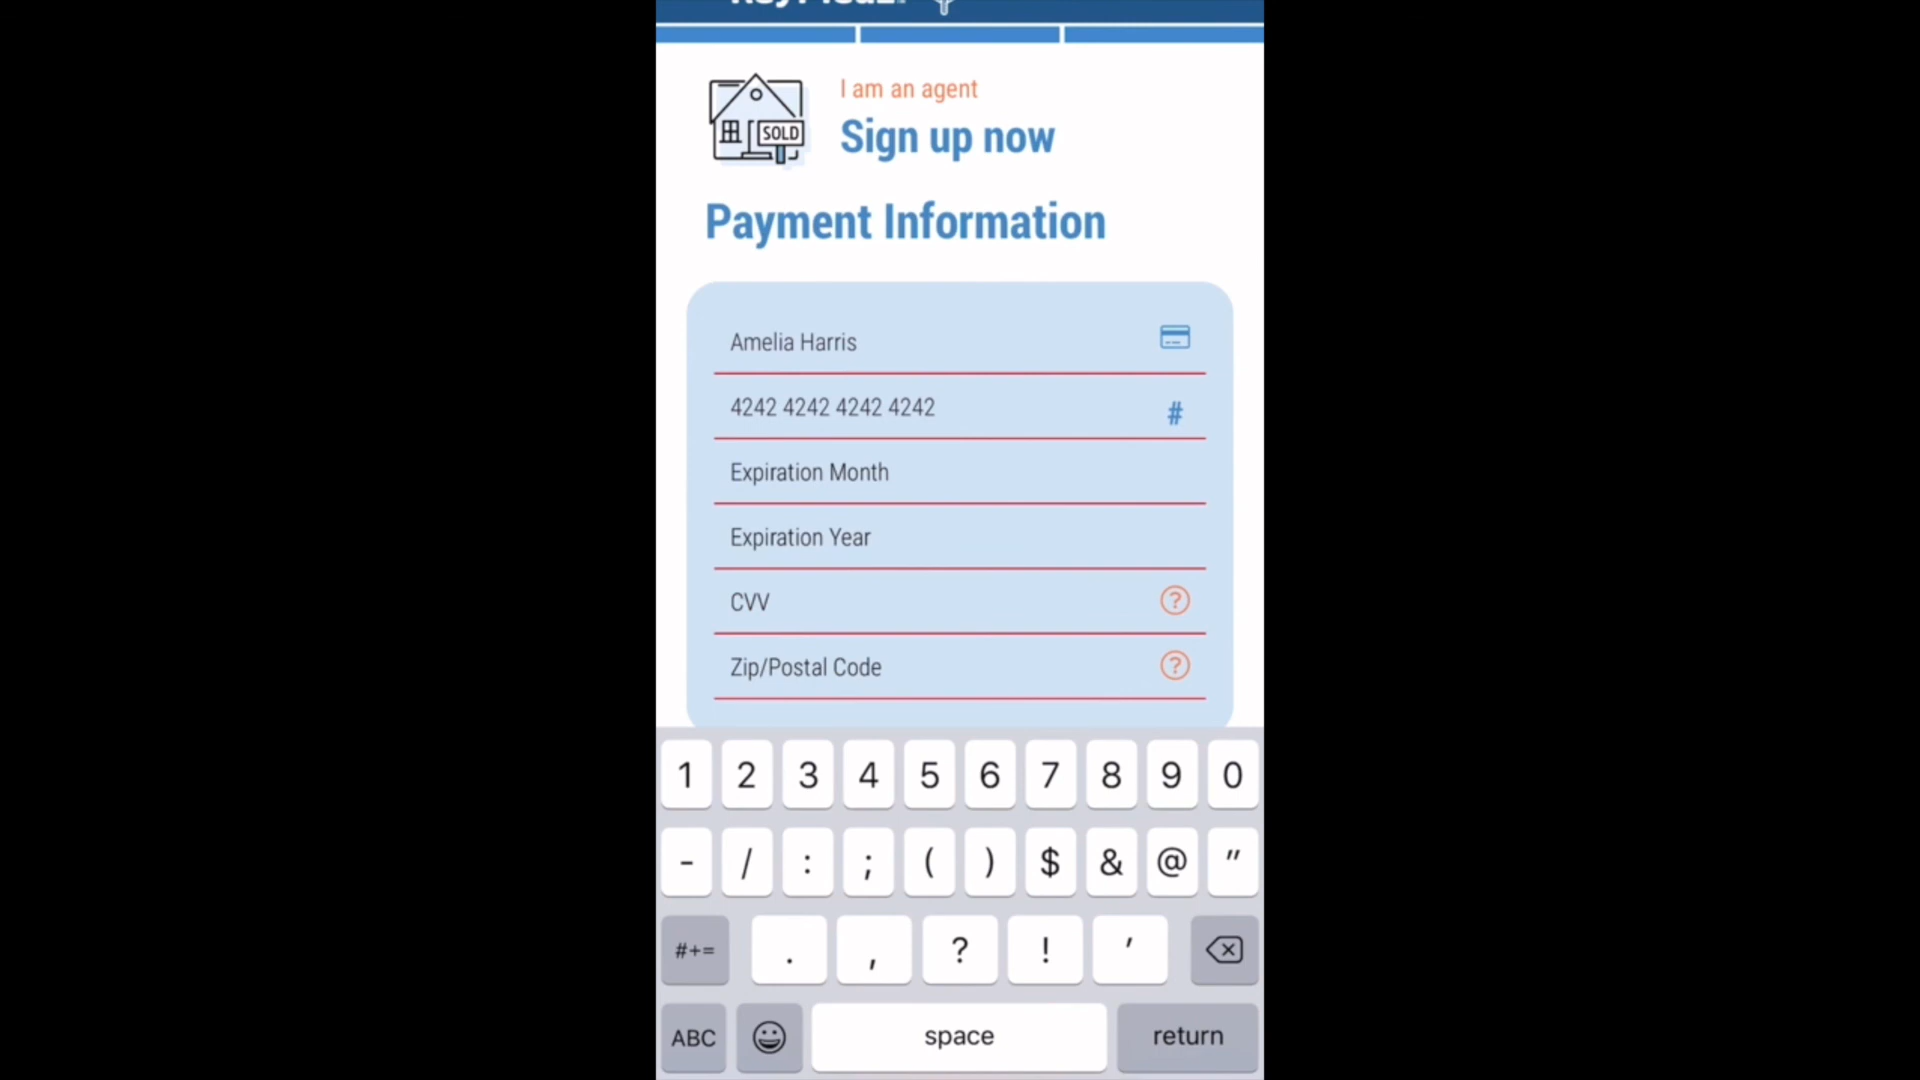 I am an agent
SOLD
Sign up now
Payment Information
Amelia Harris
4242 4242 4242 4242
#
Expiration Month
Expiration Year
CVV ?
Zip/Postal Code ?
1 2 3 4 5 6 7 8 9 0
- / : ; ( ) $ & @ "
#+= . , ? ! '
ABC space return